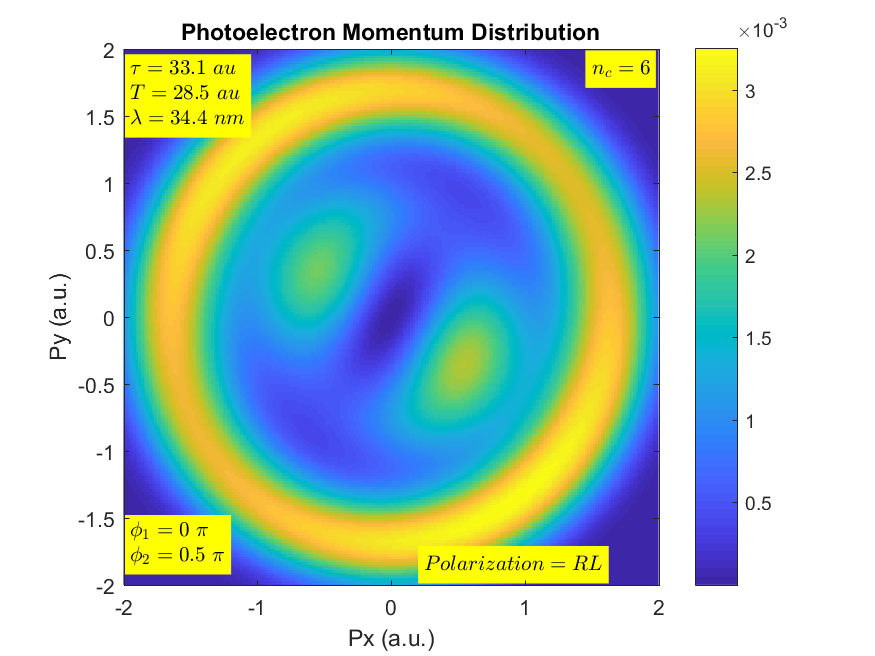 Photoelectron Momentum Distribution
×10⁻³
τ = 33.1 au
T = 28.5 au
λ = 34.4 nm
n_c = 6
2
1.5
1
0.5
0
-0.5
-1
-1.5
-2
Py (a.u.)
3
2.5
2
1.5
1
0.5
ϕ₁ = 0 π
ϕ₂ = 0.5 π
Polarization = RL
-2 -1 0 1 2
Px (a.u.)